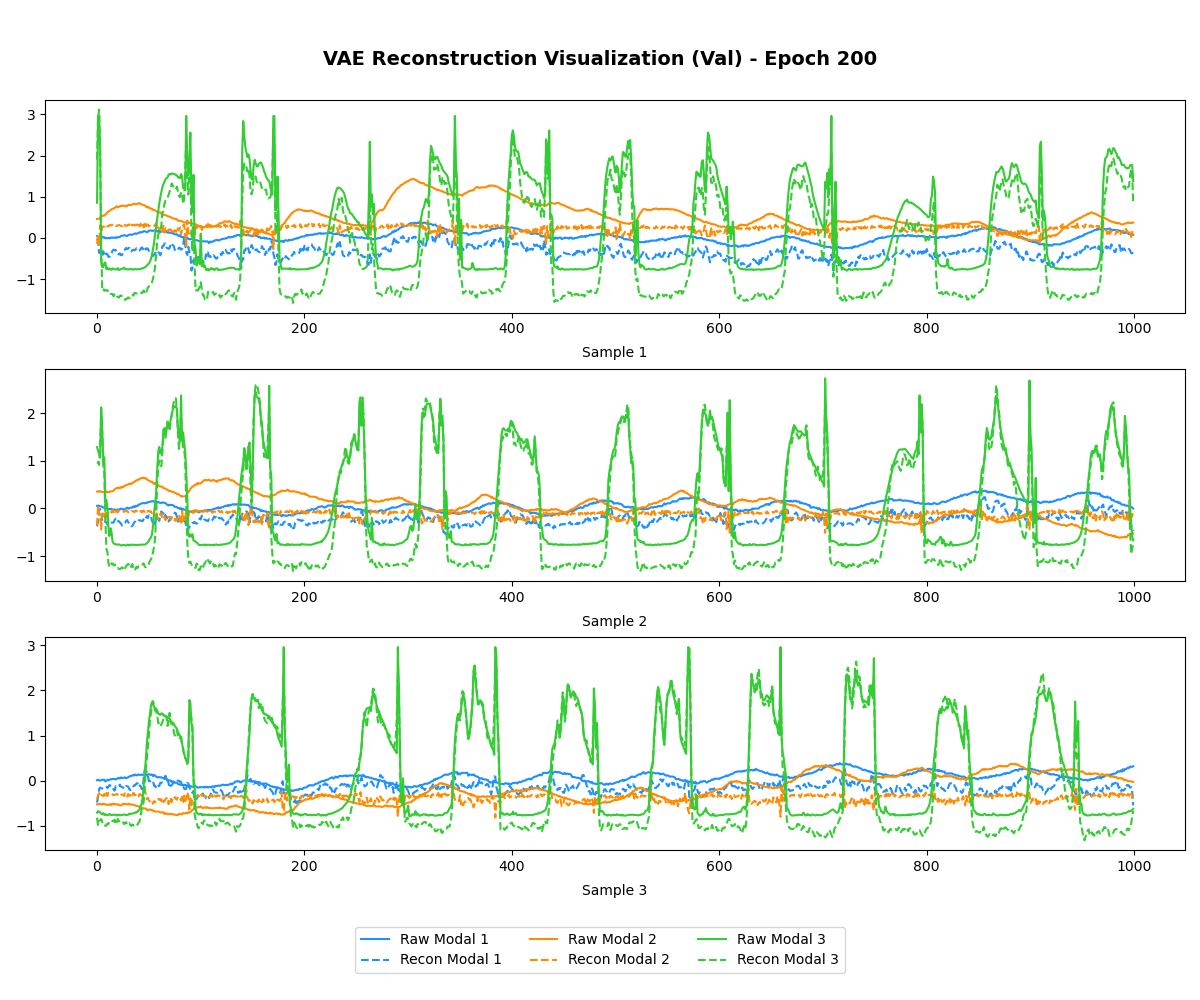 VAE Reconstruction Visualization (Val) - Epoch 200
3
2
1
0
−1
0 200 400 600 800 1000
Sample 1
2
1
0
−1
0 200 400 600 800 1000
Sample 2
3
2
1
0
−1
0 200 400 600 800 1000
Sample 3
Raw Modal 1 Raw Modal 2 Raw Modal 3
Recon Modal 1 Recon Modal 2 Recon Modal 3